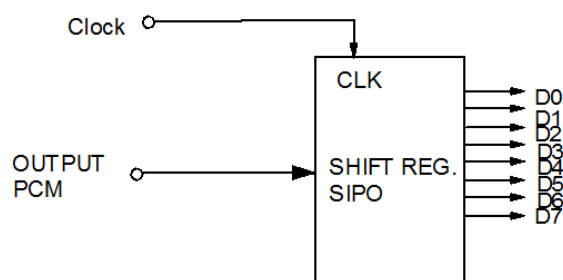 Clock
CLK
OUTPUT
PCM
SHIFT REG.
SIPO
D0
D1
D2
D3
D4
D5
D6
D7